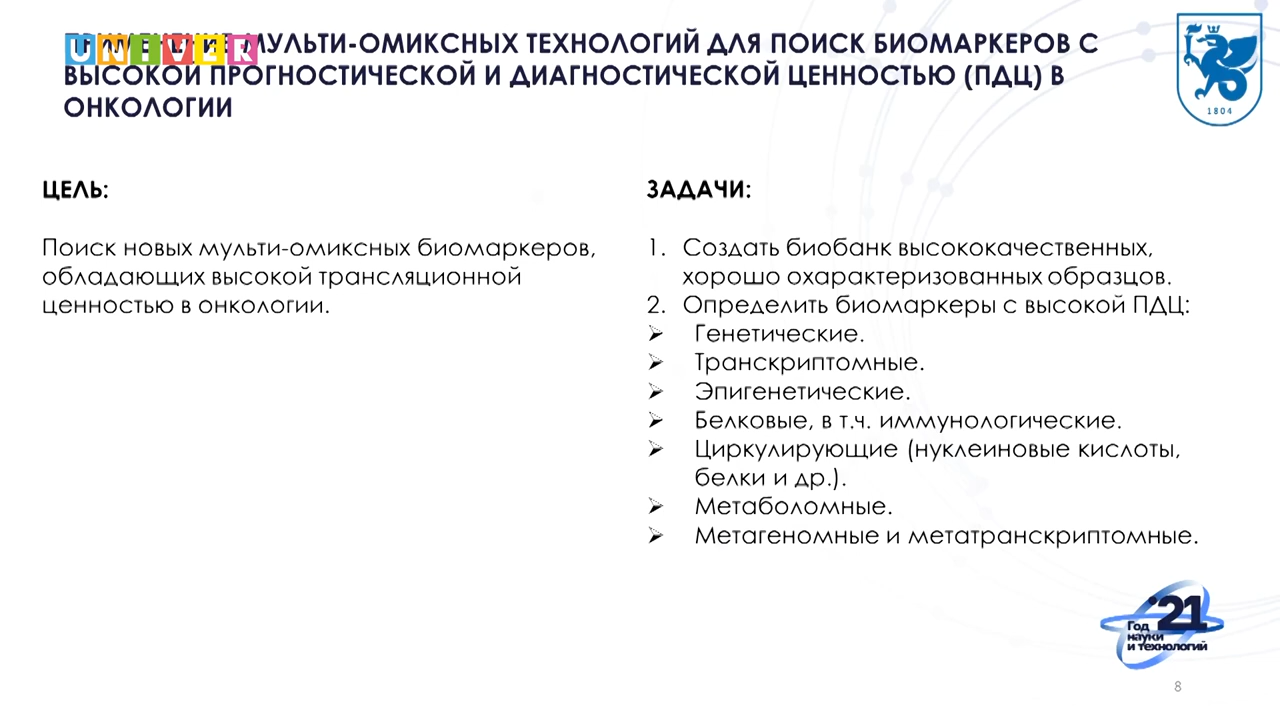 UNIVER
МУЛЬТИ-ОМИКСНЫХ ТЕХНОЛОГИЙ ДЛЯ ПОИСК БИОМАРКЕРОВ С
ВЫСОКОЙ ПРОГНОСТИЧЕСКОЙ И ДИАГНОСТИЧЕСКОЙ ЦЕННОСТЬЮ (ПДЦ) В
ОНКОЛОГИИ
1804
ЦЕЛЬ:
Поиск новых мульти-омиксных биомаркеров,
обладающих высокой трансляционной
ценностью в онкологии.
ЗАДАЧИ:
1. Создать биобанк высококачественных,
хорошо охарактеризованных образцов.
2. Определить биомаркеры с высокой ПДЦ:
➢ Генетические.
➢ Транскриптомные.
➢ Эпигенетические.
➢ Белковые, в т.ч. иммунологические.
➢ Циркулирующие (нуклеиновые кислоты,
белки и др.).
➢ Метаболомные.
➢ Метагеномные и метатранскриптомные.
'21
Год
науки
и технологий
8